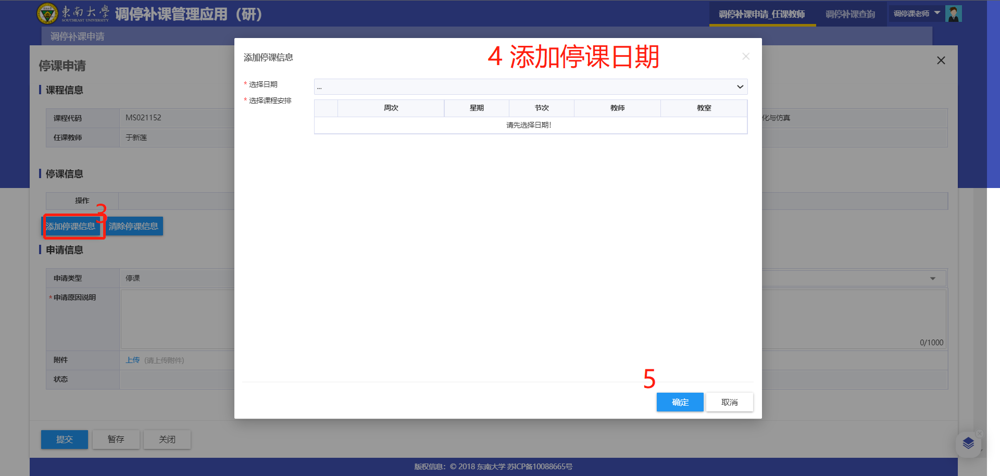 東南大學
SOUTHEAST UNIVERSITY
调停补课管理应用（研）
调停补课申请_任课教师
调停补课查询
调停课老师
调停补课申请
停课申请
课程信息
课程代码
MS021152
化与仿真
任课教师
于新莲
停课信息
操作
3
添加停课信息
清除停课信息
申请信息
申请类型
停课
*申请原因说明
0/1000
附件
上传 (请上传附件)
状态
提交
暂存
关闭
添加停课信息
4 添加停课日期
* 选择日期
...
* 选择课程安排
周次
星期
节次
教师
教室
请先选择日期!
5
确定
取消
版权信息：© 2018 东南大学 苏ICP备10088665号